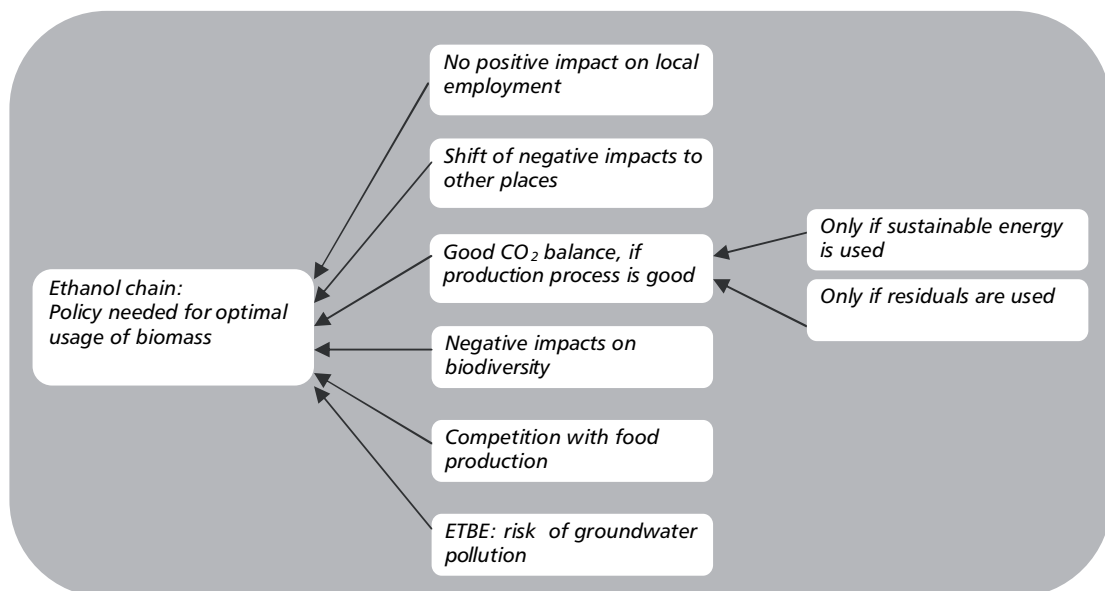 No positive impact on local
employment
Shift of negative impacts to
other places
Good CO₂ balance, if
production process is good
Only if sustainable energy
is used
Only if residuals are used
Ethanol chain:
Policy needed for optimal
usage of biomass
Negative impacts on
biodiversity
Competition with food
production
ETBE: risk of groundwater
pollution